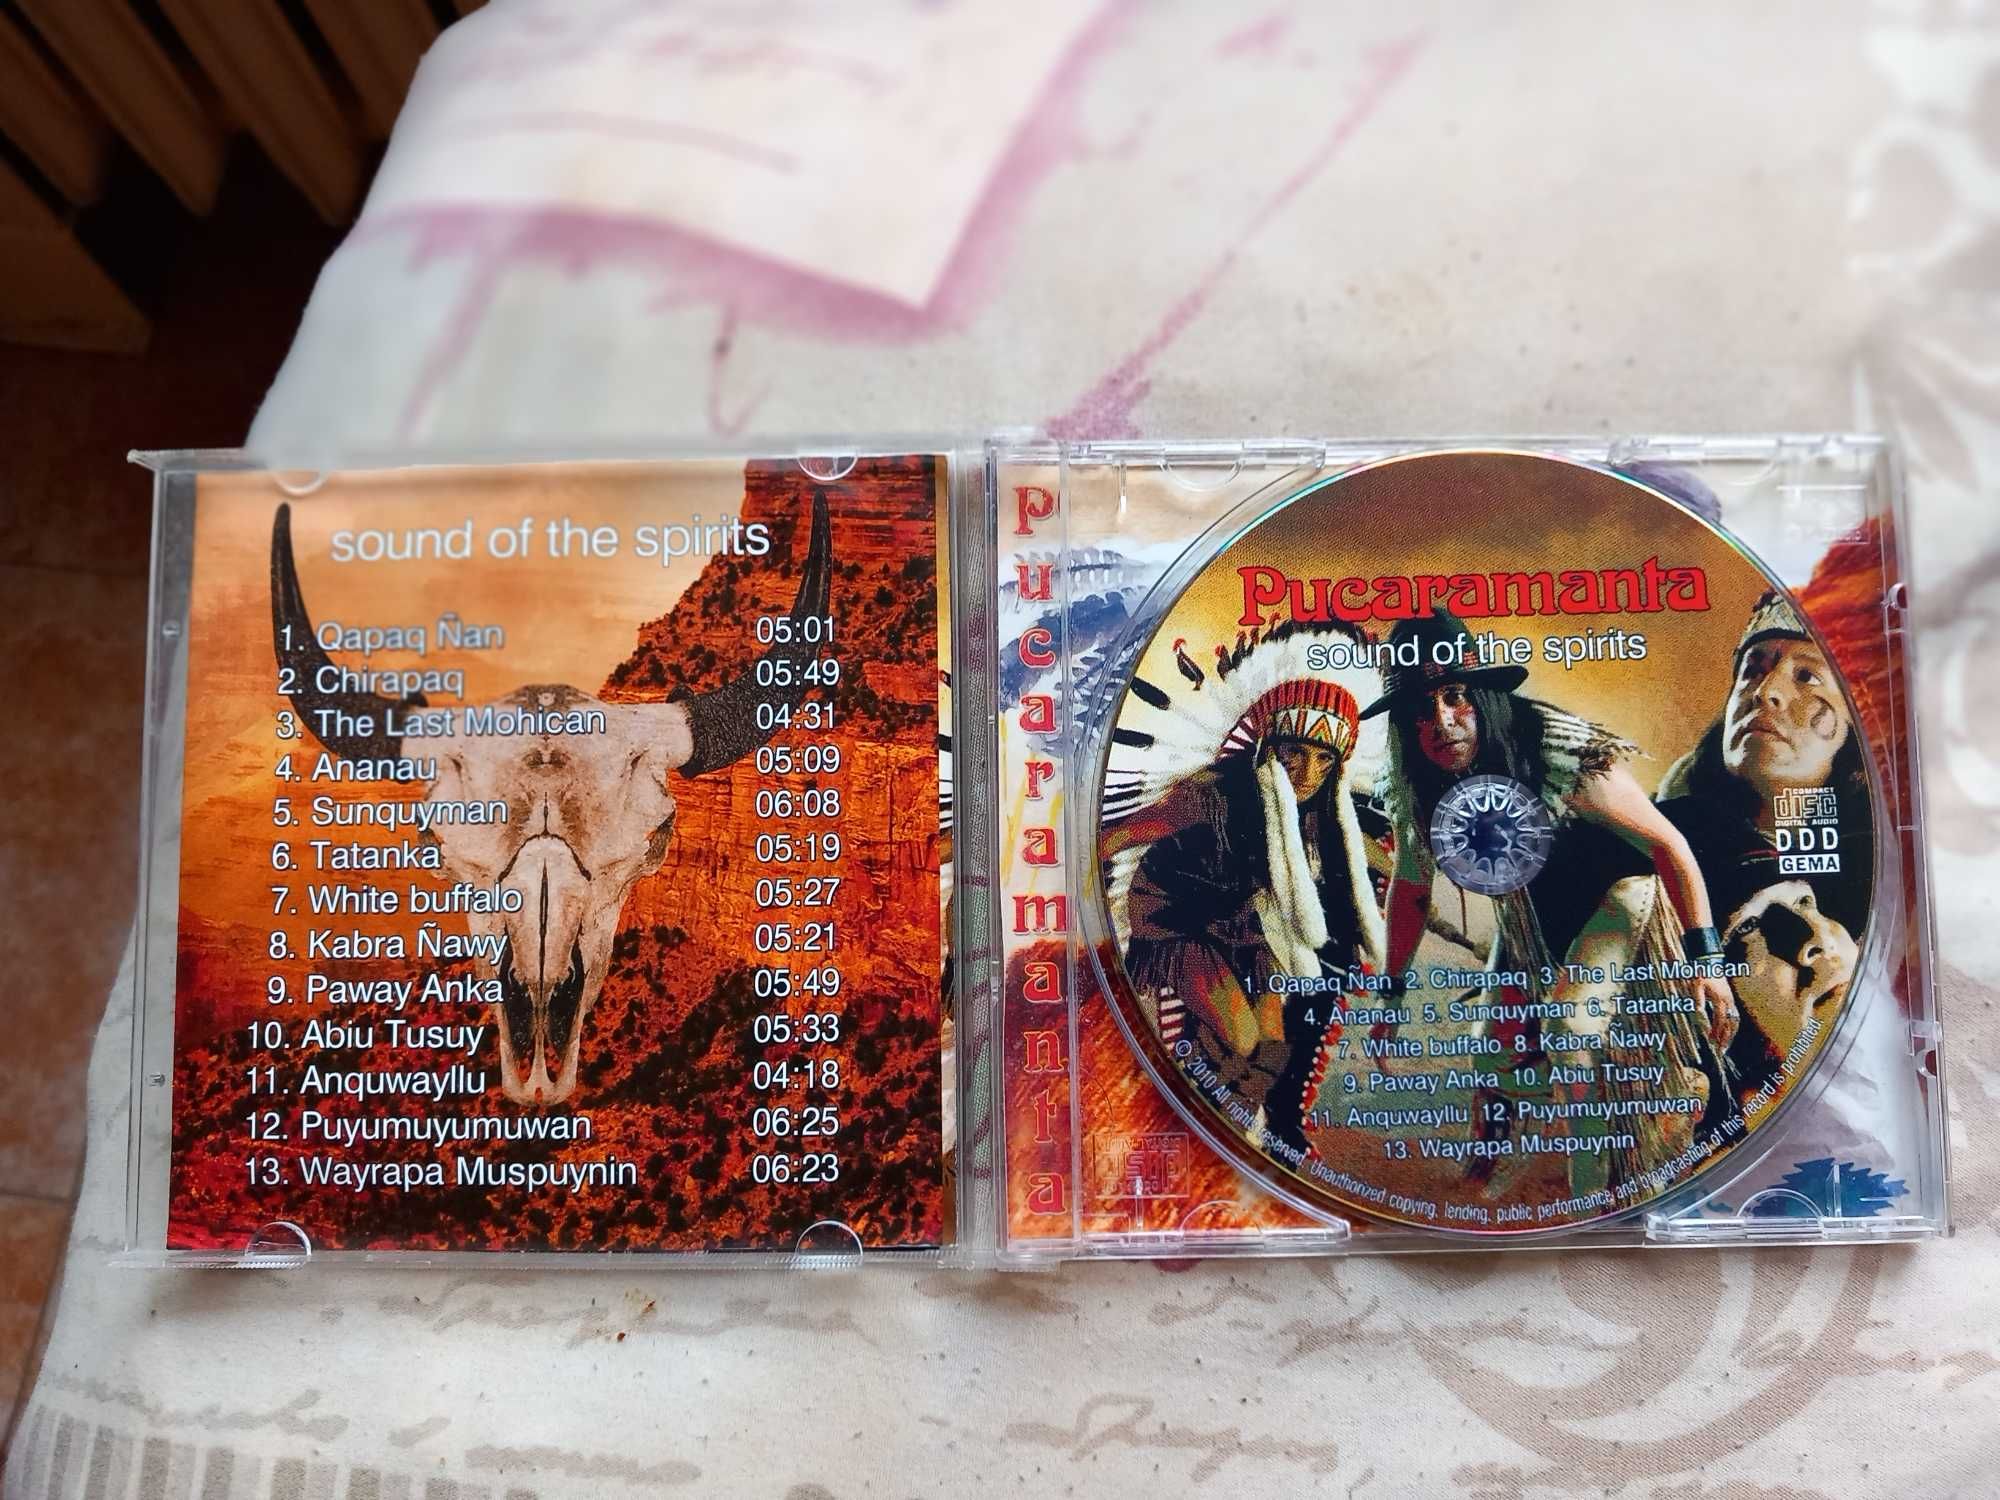 sound of the spirits
1. Qapaq Ñan 05:01
2. Chirapaq 05:49
3. The Last Mohican 04:31
4. Ananau 05:09
5. Sunquyman 06:08
6. Tatanka 05:19
7. White buffalo 05:27
8. Kabra Ñawy 05:21
9. Paway Anka 05:49
10. Abiu Tusuy 05:33
11. Anquwayllu 04:18
12. Puyumuyumuwan 06:25
13. Wayrapa Muspuynin 06:23
Pucaramanta
Pucaramanta
sound of the spirits
COMPACT
disc
DIGITAL AUDIO
DDD
GEMA
1. Qapaq Ñan 2. Chirapaq 3. The Last Mohican
4. Ananau 5. Sunquyman 6. Tatanka
7. White buffalo 8. Kabra Ñawy
9. Paway Anka 10. Abiu Tusuy
11. Anquwayllu 12. Puyumuyumuwan
13. Wayrapa Muspuynin
© 2010 All rights reserved. Unauthorized copying, lending, public performance, and broadcasting of this record is prohibited.